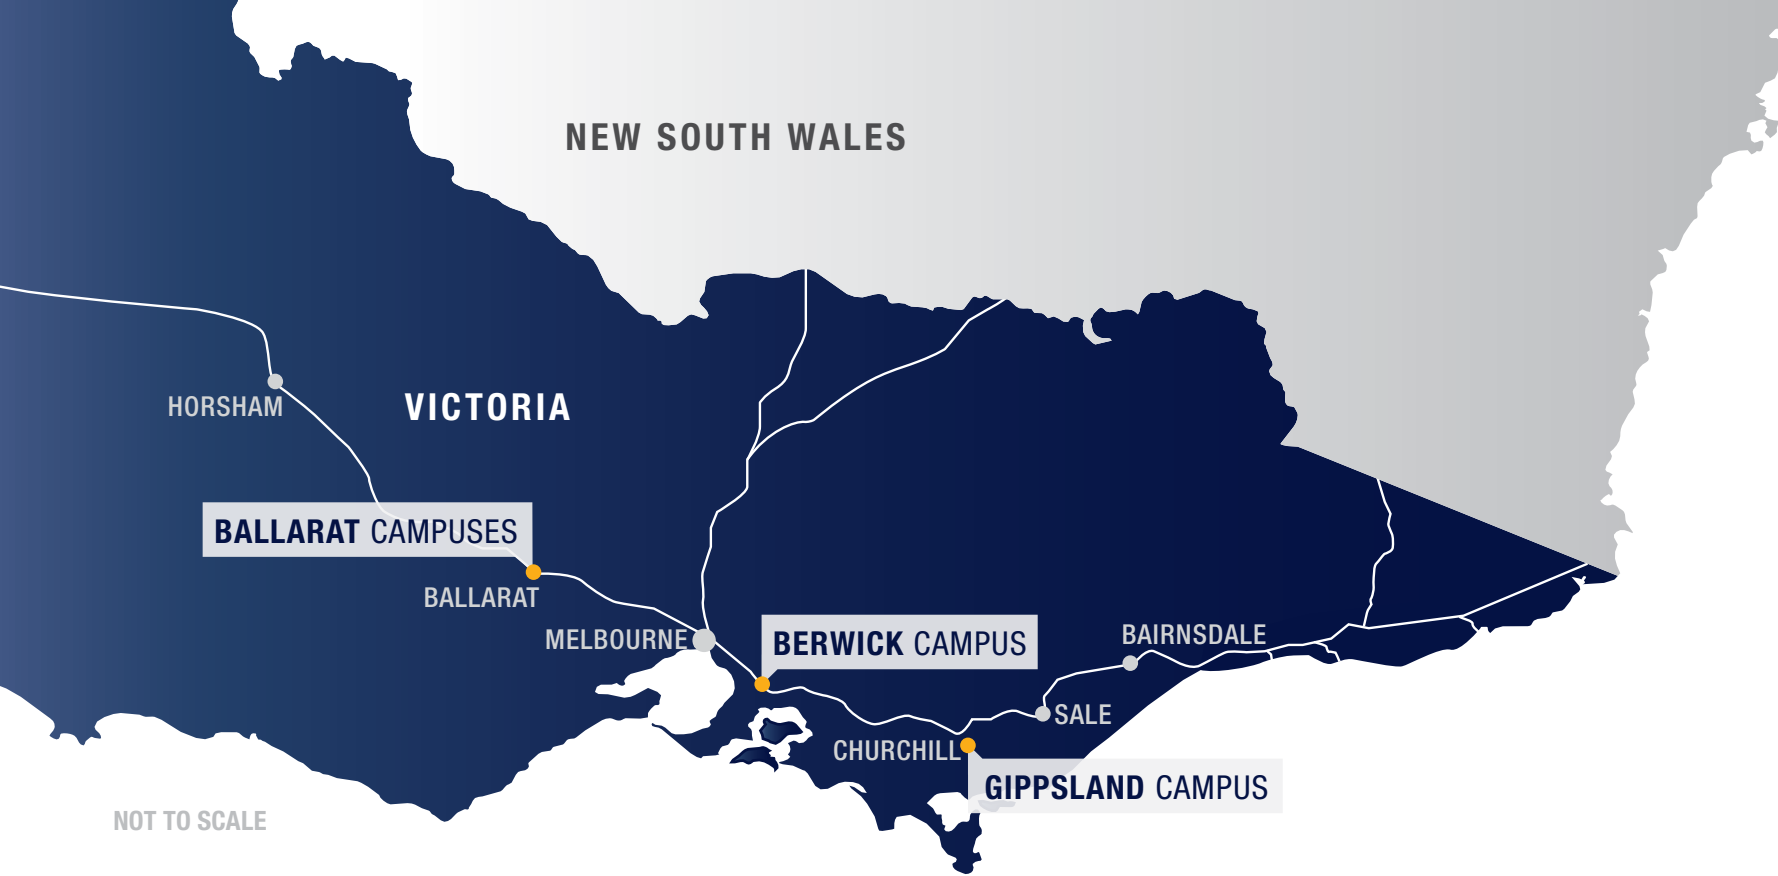 NEW SOUTH WALES
HORSHAM
VICTORIA
BALLARAT CAMPUSES
BALLARAT
MELBOURNE
BERWICK CAMPUS
BAIRNSDALE
SALE
CHURCHILL
GIPPSLAND CAMPUS
NOT TO SCALE